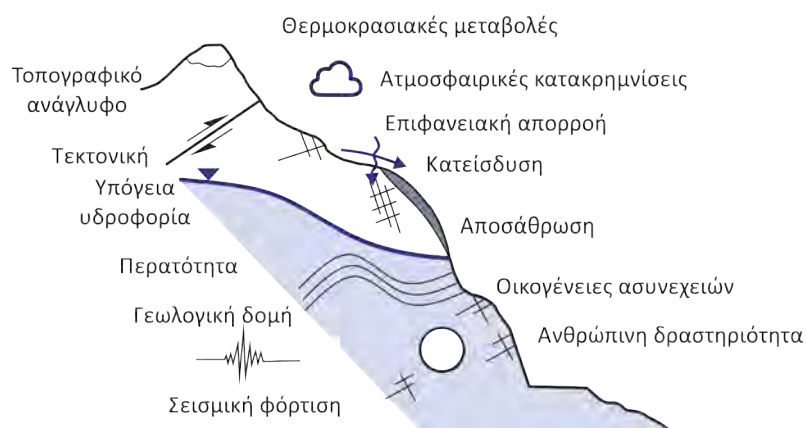 Θερμοκρασιακές μεταβολές
Τοπογραφικό
ανάγλυφο
Ατμοσφαιρικές κατακρημνίσεις
Επιφανειακή απορροή
Τεκτονική
Κατείσδυση
Υπόγεια
υδροφορία
Αποσάθρωση
Περατότητα
Οικογένειες ασυνεχειών
Γεωλογική δομή
Ανθρώπινη δραστηριότητα
Σεισμική φόρτιση